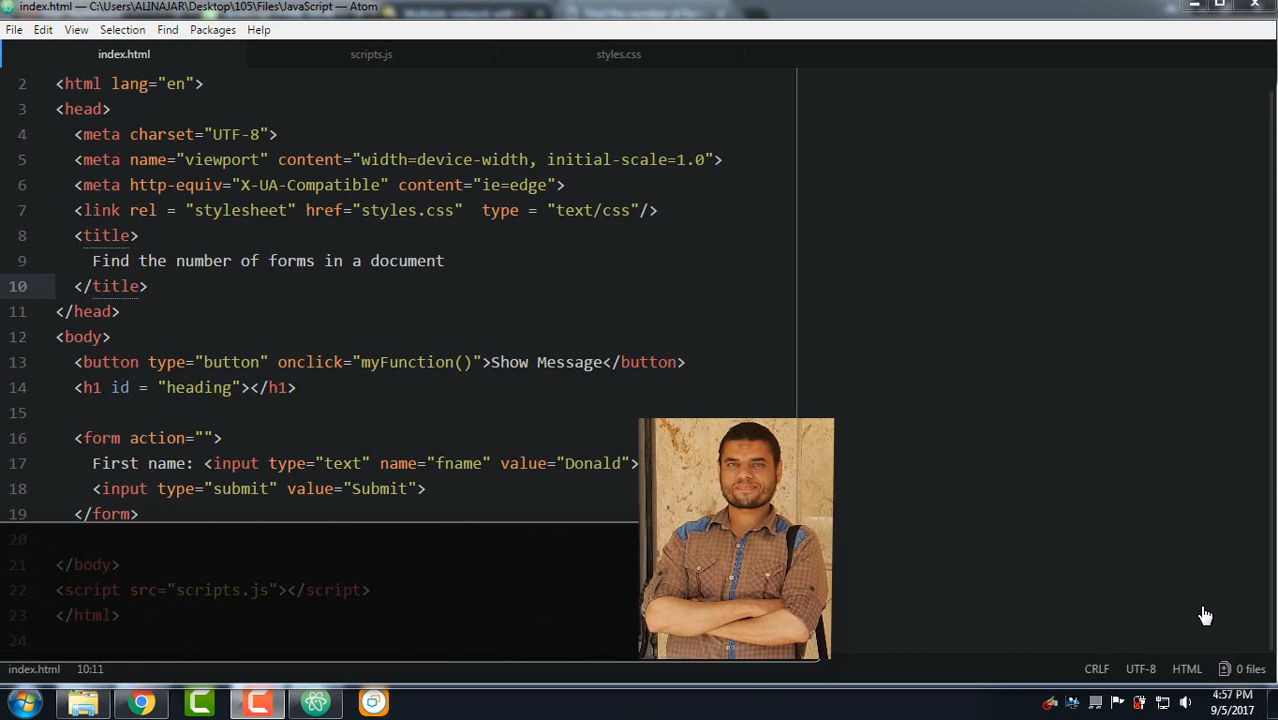 index.html — C:\Users\ALINAJAR\Desktop\105\Files\JavaScript — Atom
File Edit View Selection Find Packages Help
index.html scripts.js styles.css
2 <html lang="en">
3 <head>
4 <meta charset="UTF-8">
5 <meta name="viewport" content="width=device-width, initial-scale=1.0">
6 <meta http-equiv="X-UA-Compatible" content="ie=edge">
7 <link rel = "stylesheet" href="styles.css" type = "text/css"/>
8 <title>
9 Find the number of forms in a document
10 </title>
11 </head>
12 <body>
13 <button type="button" onclick="myFunction()">Show Message</button>
14 <h1 id = "heading"></h1>
15
16 <form action="">
17 First name: <input type="text" name="fname" value="Donald">
18 <input type="submit" value="Submit">
19 </form>
20
21 </body>
22 <script src="scripts.js"></script>
23 </html>
24
index.html 10:11 CRLF UTF-8 HTML 0 files
4:57 PM
9/5/2017